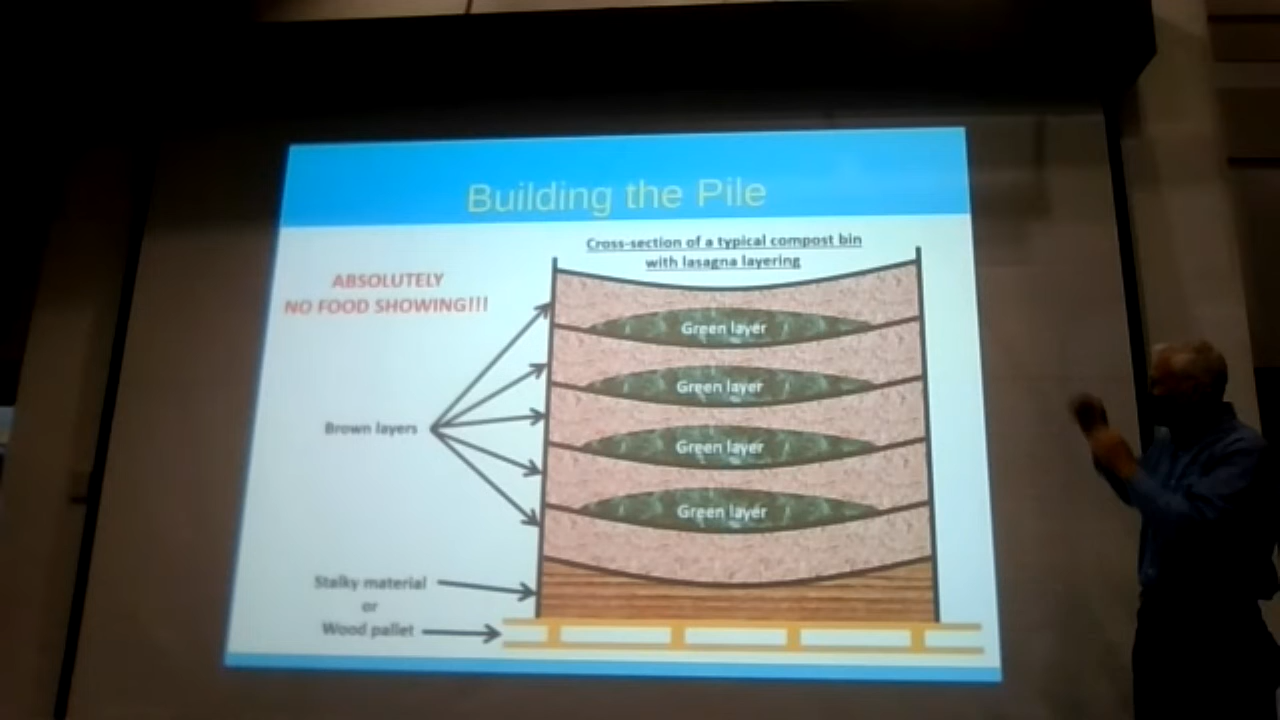 Building the Pile
Cross-section of a typical compost bin
with lasagna layering
ABSOLUTELY
NO FOOD SHOWING!!!
Green layer
Green layer
Brown layers
Green layer
Green layer
Stalky material
or
Wood pallet